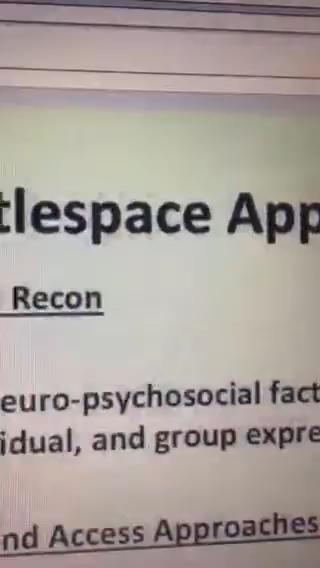 tlespace App
Recon
euro-psychosocial fact
idual, and group expre
nd Access Approaches